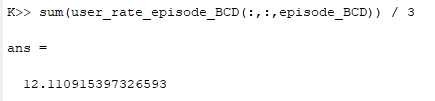 K>> sum(user_rate_episode_BCD(:,:,episode_BCD)) / 3
ans =
12.110915397326593